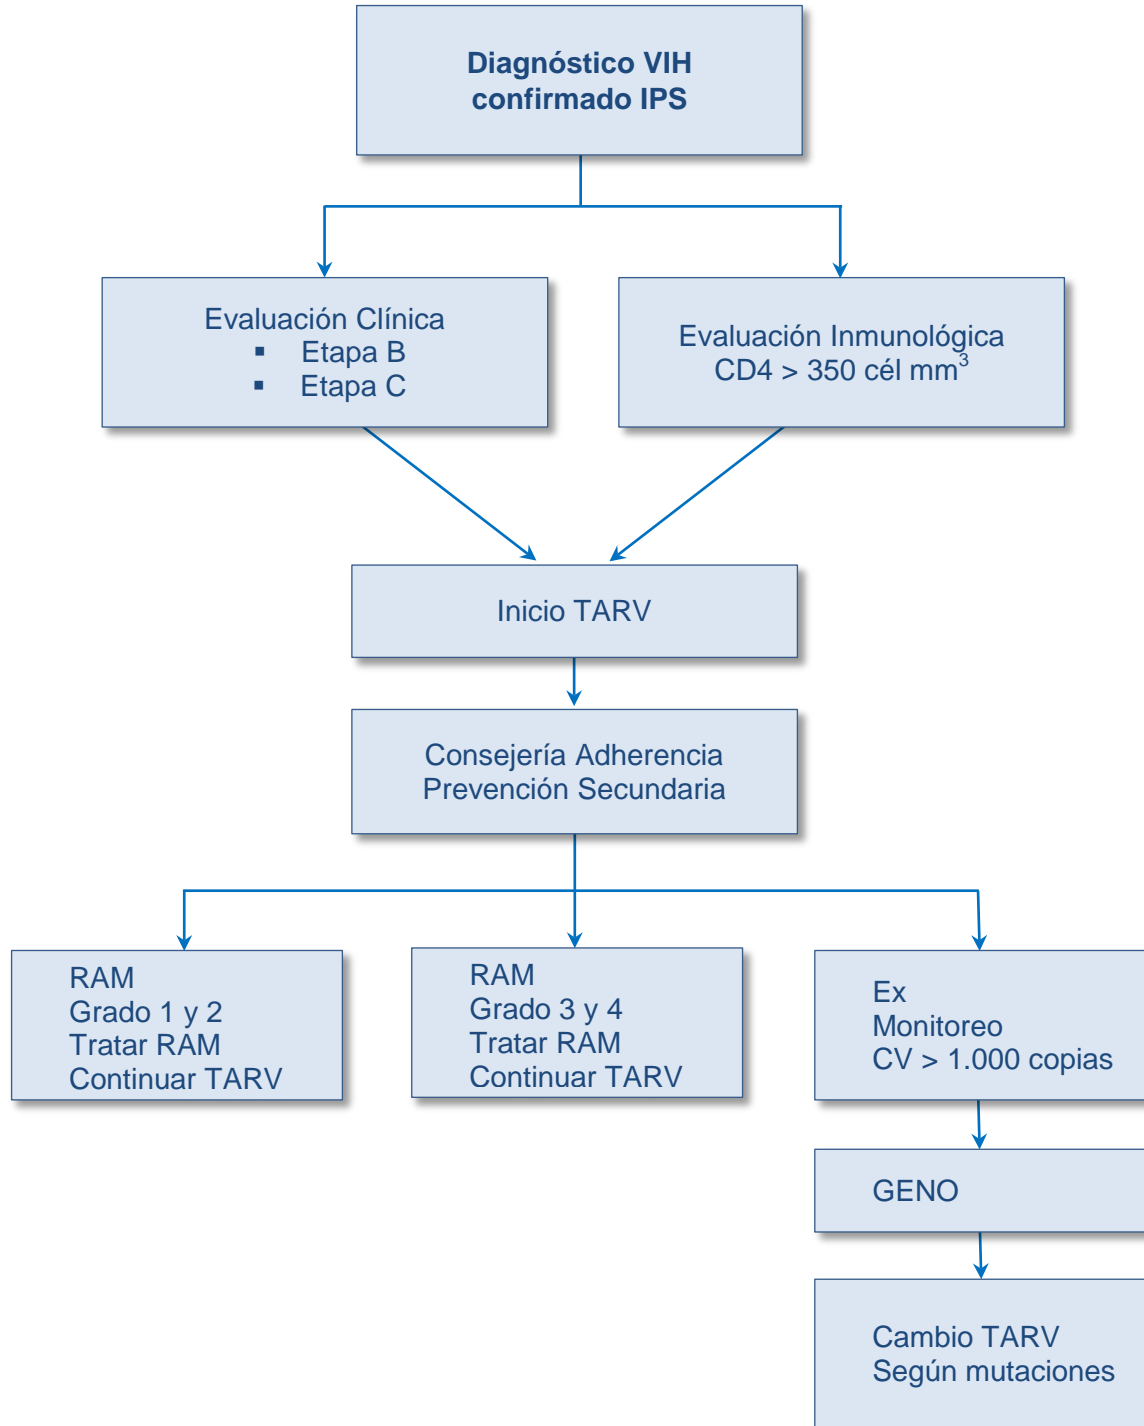 Diagnóstico VIH
confirmado IPS
Evaluación Clínica
▪ Etapa B
▪ Etapa C
Evaluación Inmunológica
CD4 > 350 cél mm³
Inicio TARV
Consejería Adherencia
Prevención Secundaria
RAM
Grado 1 y 2
Tratar RAM
Continuar TARV
RAM
Grado 3 y 4
Tratar RAM
Continuar TARV
Ex
Monitoreo
CV > 1.000 copias
GENO
Cambio TARV
Según mutaciones